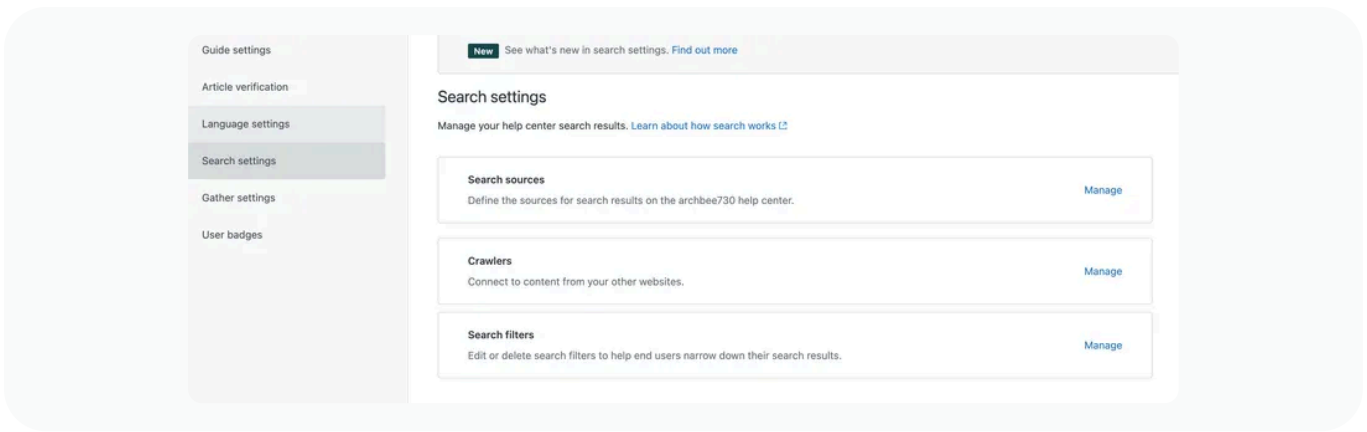 Guide settings
Article verification
Language settings
Search settings
Gather settings
User badges
New See what's new in search settings. Find out more
Search settings
Manage your help center search results. Learn about how search works
Search sources
Define the sources for search results on the archbee730 help center.
Manage
Crawlers
Connect to content from your other websites.
Manage
Search filters
Edit or delete search filters to help end users narrow down their search results.
Manage